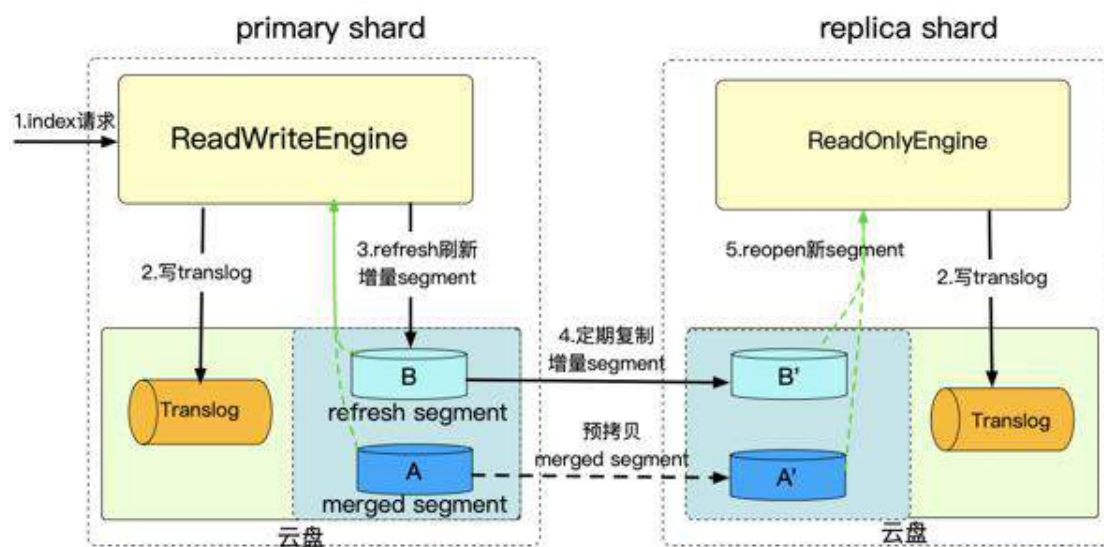 primary shard
replica shard
1.index请求
ReadWriteEngine
ReadOnlyEngine
2.写translog
3.refresh刷新
增量segment
5.reopen新segment
2.写translog
4.定期复制
增量segment
Translog
B
refresh segment
B'
Translog
预拷贝
merged segment
A
merged segment
A'
云盘
云盘